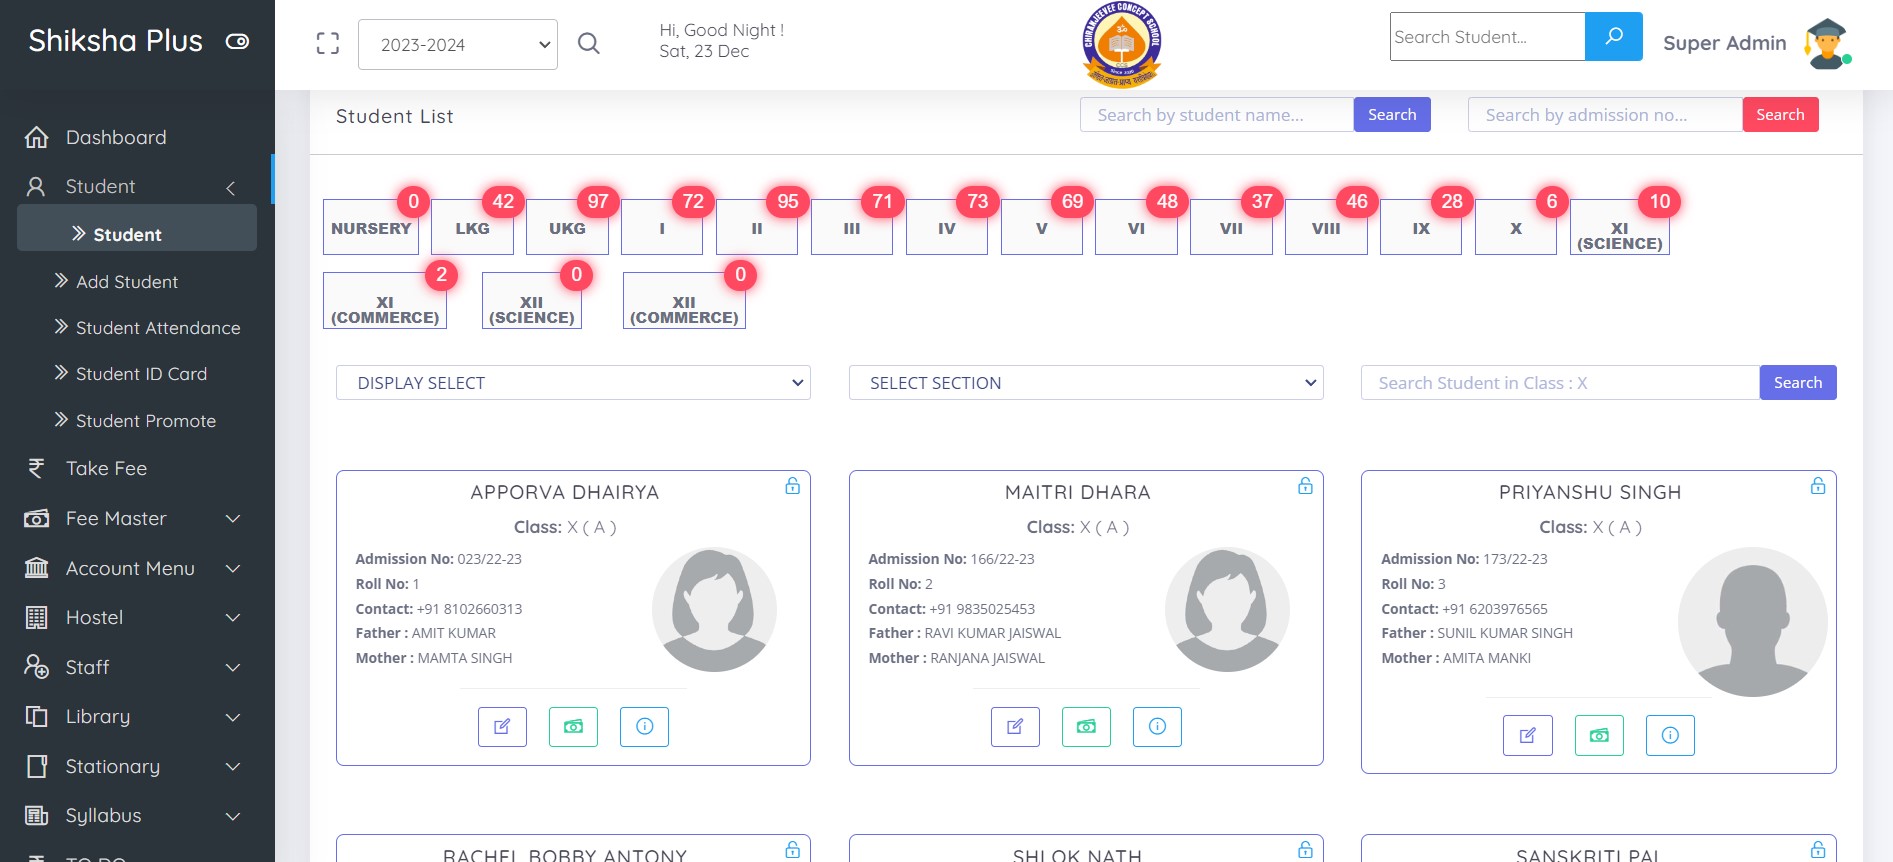 Shiksha Plus
2023-2024
Hi, Good Night !
Sat, 23 Dec
CHIRANJEEVEE CONCEPT SCHOOL
Search Student...
Super Admin
Dashboard
Student
Student
Add Student
Student Attendance
Student ID Card
Student Promote
Take Fee
Fee Master
Account Menu
Hostel
Staff
Library
Stationary
Syllabus
TO DO
Student List
Search by student name...
Search
Search by admission no...
Search
0
42
97
72
95
71
73
69
48
37
46
28
6
10
NURSERY
LKG
UKG
I
II
III
IV
V
VI
VII
VIII
IX
X
XI
(SCIENCE)
2
0
0
XI
(COMMERCE)
XII
(SCIENCE)
XII
(COMMERCE)
DISPLAY SELECT
SELECT SECTION
Search Student in Class : X
Search
APPORVA DHAIRYA
Class: X ( A )
Admission No: 023/22-23
Roll No: 1
Contact: +91 8102660313
Father : AMIT KUMAR
Mother : MAMTA SINGH
MAITRI DHARA
Class: X ( A )
Admission No: 166/22-23
Roll No: 2
Contact: +91 9835025453
Father : RAVI KUMAR JAISWAL
Mother : RANJANA JAISWAL
PRIYANSHU SINGH
Class: X ( A )
Admission No: 173/22-23
Roll No: 3
Contact: +91 6203976565
Father : SUNIL KUMAR SINGH
Mother : AMITA MANKI
RACHEL BOBBY ANTONY
SHLOK NATH
SANSKRITI PAL